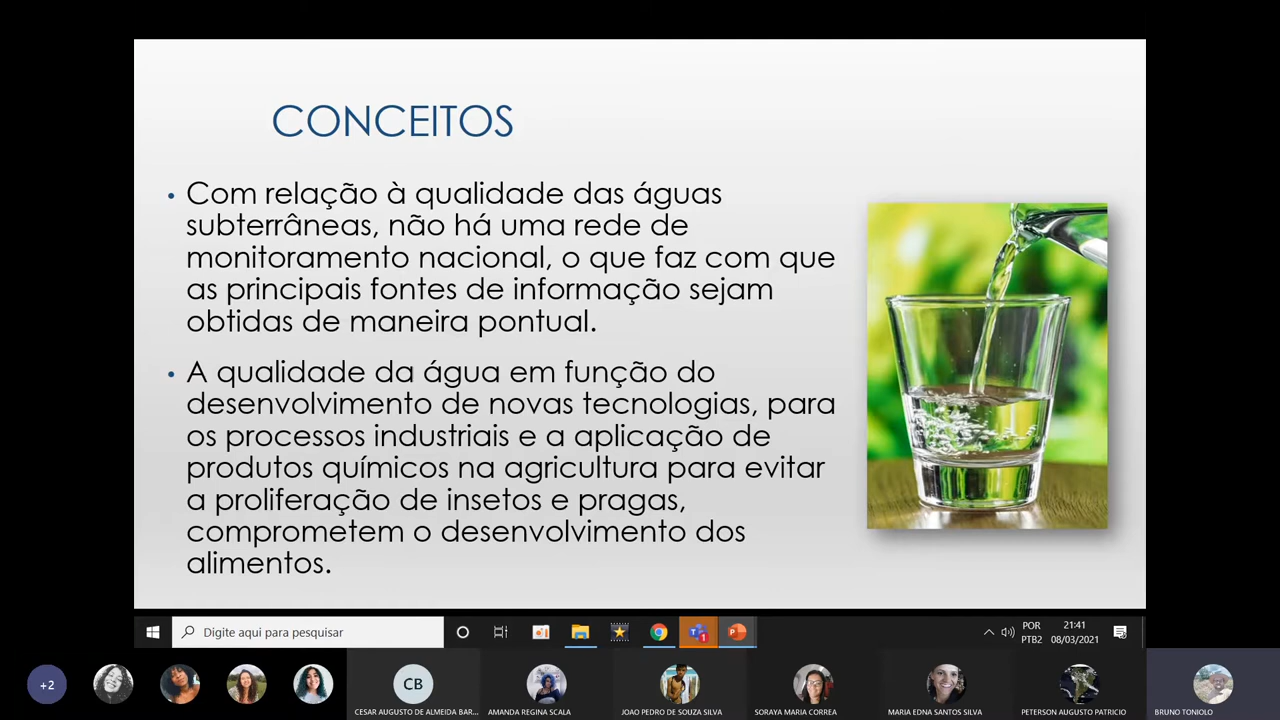 CONCEITOS
• Com relação à qualidade das águas
subterrâneas, não há uma rede de
monitoramento nacional, o que faz com que
as principais fontes de informação sejam
obtidas de maneira pontual.
• A qualidade da água em função do
desenvolvimento de novas tecnologias, para
os processos industriais e a aplicação de
produtos químicos na agricultura para evitar
a proliferação de insetos e pragas,
comprometem o desenvolvimento dos
alimentos.
Digite aqui para pesquisar
1
POR
PTB2
21:41
08/03/2021
+2
CB
CESAR AUGUSTO DE ALMEIDA BAR...
AMANDA REGINA SCALA
JOAO PEDRO DE SOUZA SILVA
SORAYA MARIA CORREA
MARIA EDNA SANTOS SILVA
PETERSON AUGUSTO PATRICIO
BRUNO TONIOLO